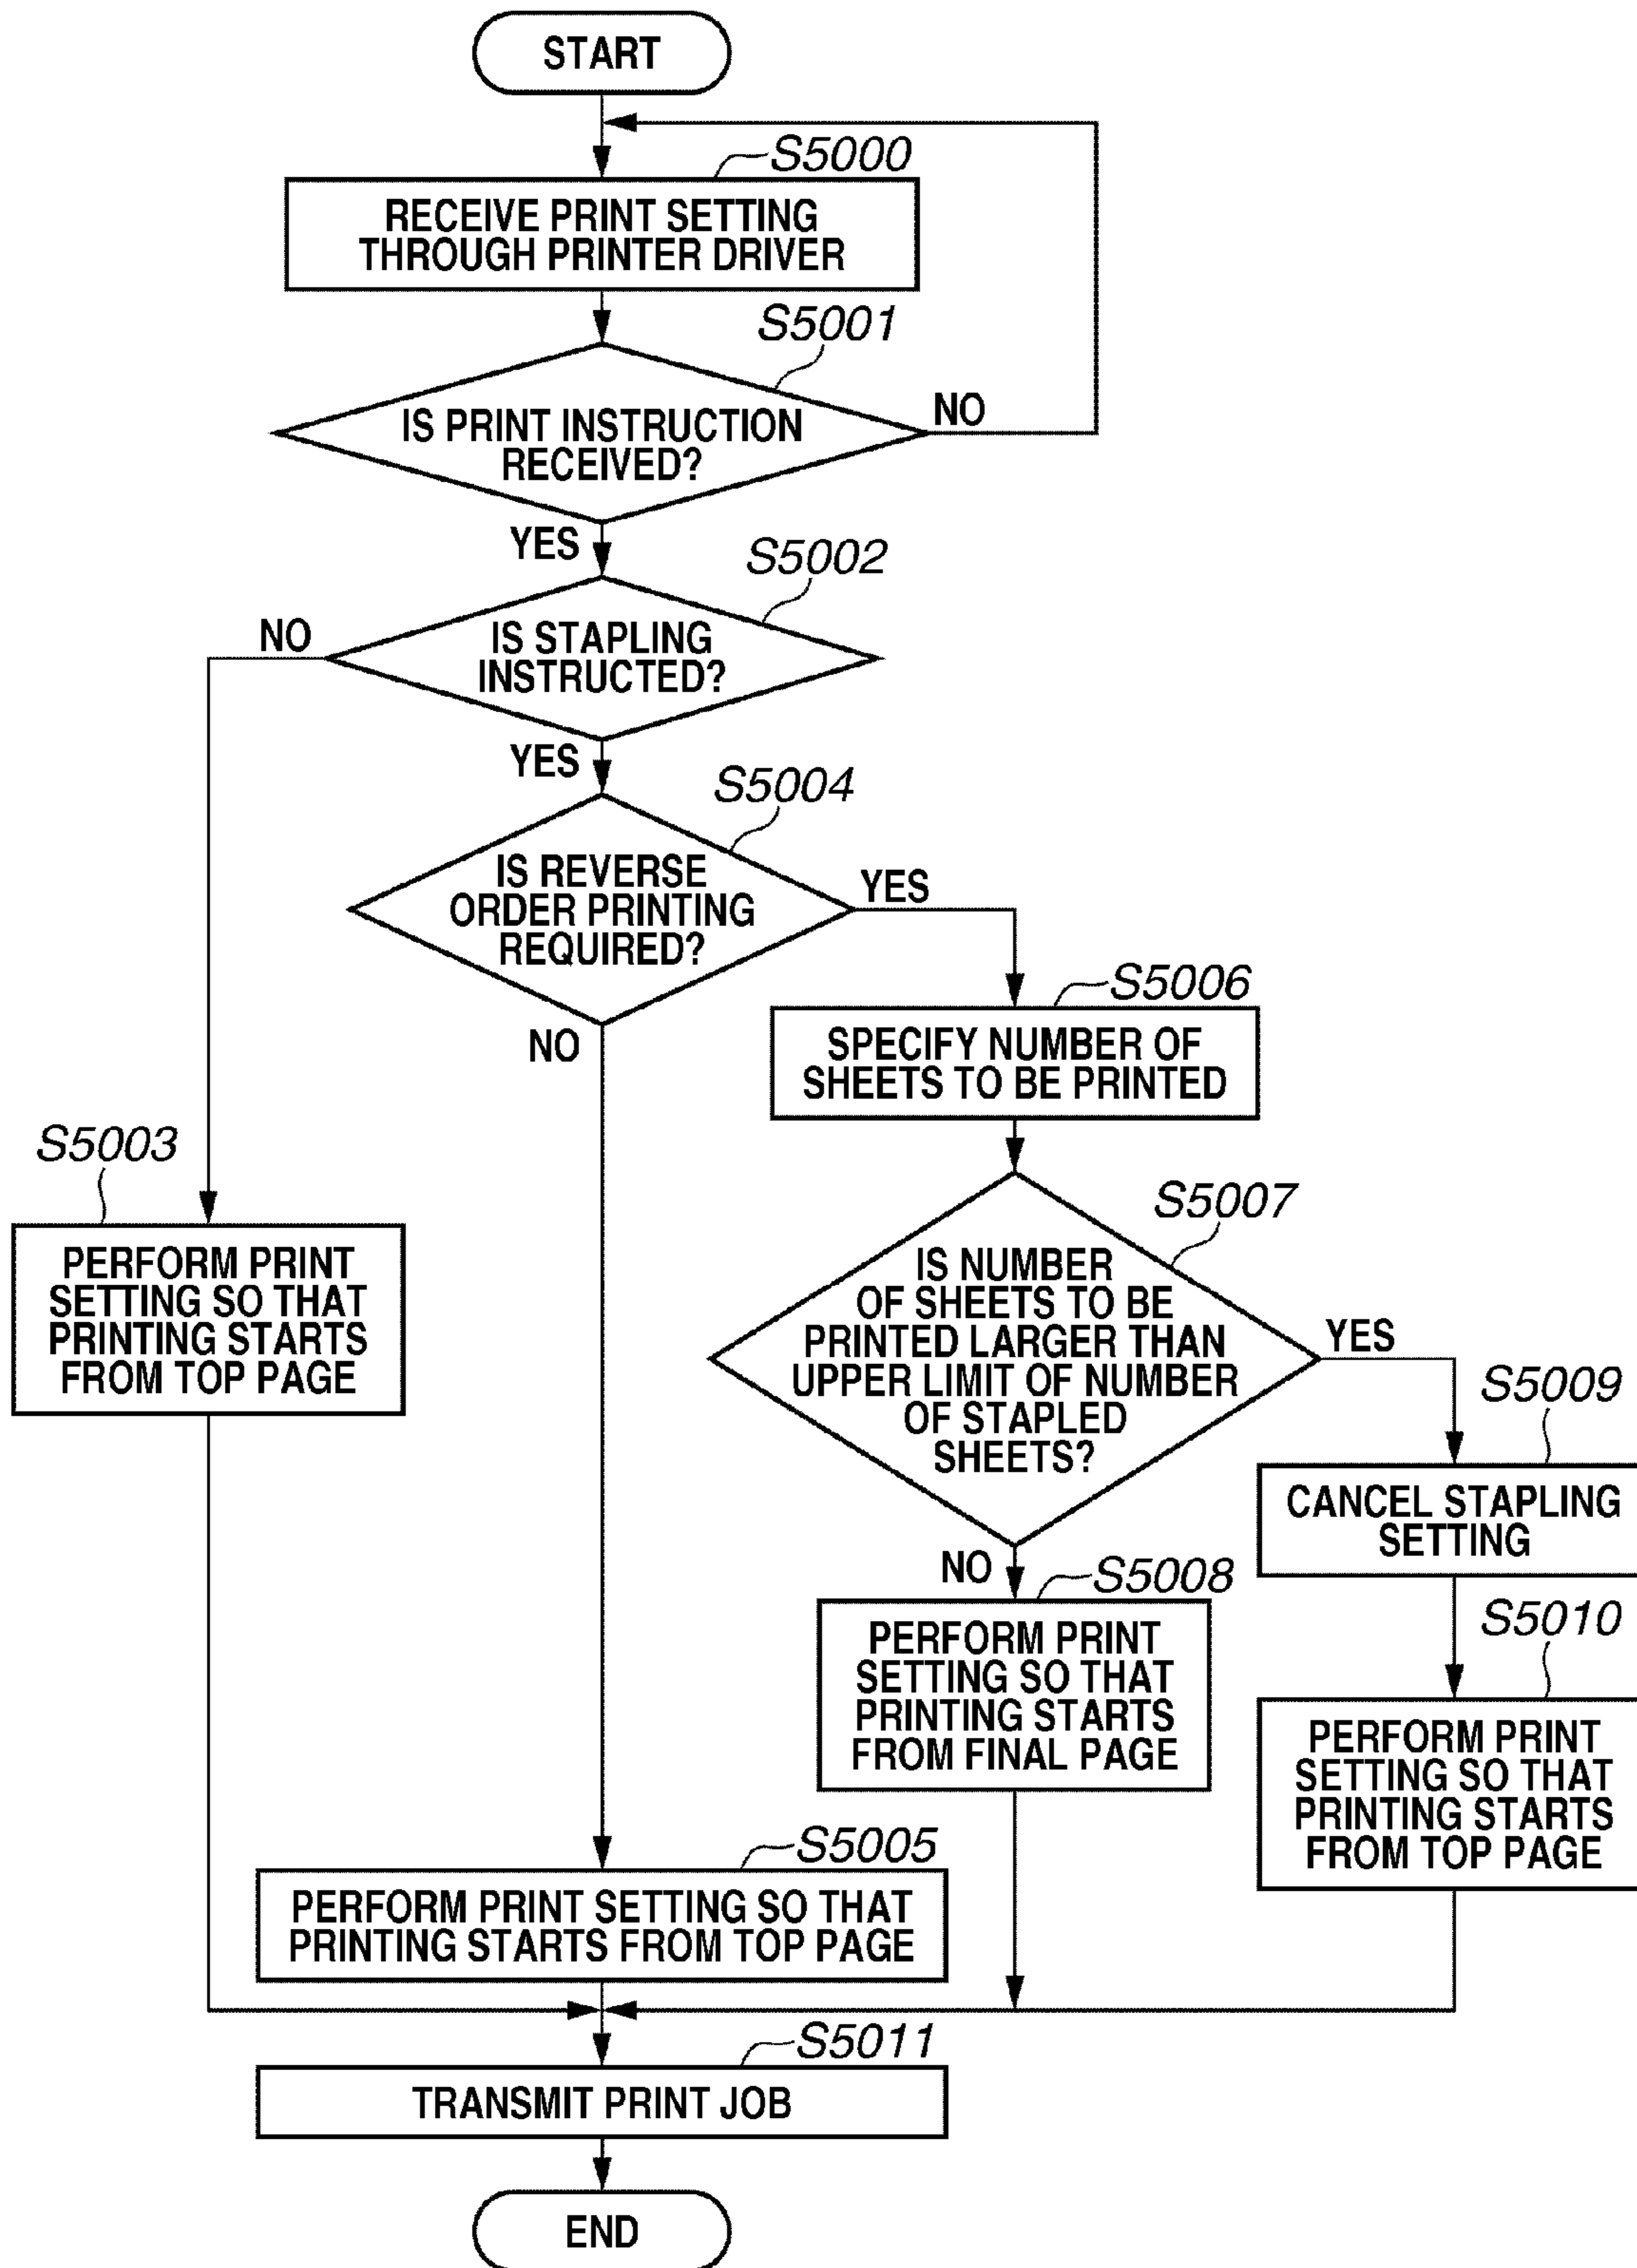 START
S5000
RECEIVE PRINT SETTING
THROUGH PRINTER DRIVER
S5001
IS PRINT INSTRUCTION
RECEIVED?
NO
YES
S5002
IS STAPLING
INSTRUCTED?
NO
YES
S5004
IS REVERSE
ORDER PRINTING
REQUIRED?
YES
NO
S5006
SPECIFY NUMBER OF
SHEETS TO BE PRINTED
S5003
PERFORM PRINT
SETTING SO THAT
PRINTING STARTS
FROM TOP PAGE
S5007
IS NUMBER
OF SHEETS TO BE
PRINTED LARGER THAN
UPPER LIMIT OF NUMBER
OF STAPLED
SHEETS?
YES
NO
S5009
CANCEL STAPLING
SETTING
S5008
PERFORM PRINT
SETTING SO THAT
PRINTING STARTS
FROM FINAL PAGE
S5010
PERFORM PRINT
SETTING SO THAT
PRINTING STARTS
FROM TOP PAGE
S5005
PERFORM PRINT SETTING SO THAT
PRINTING STARTS FROM TOP PAGE
S5011
TRANSMIT PRINT JOB
END